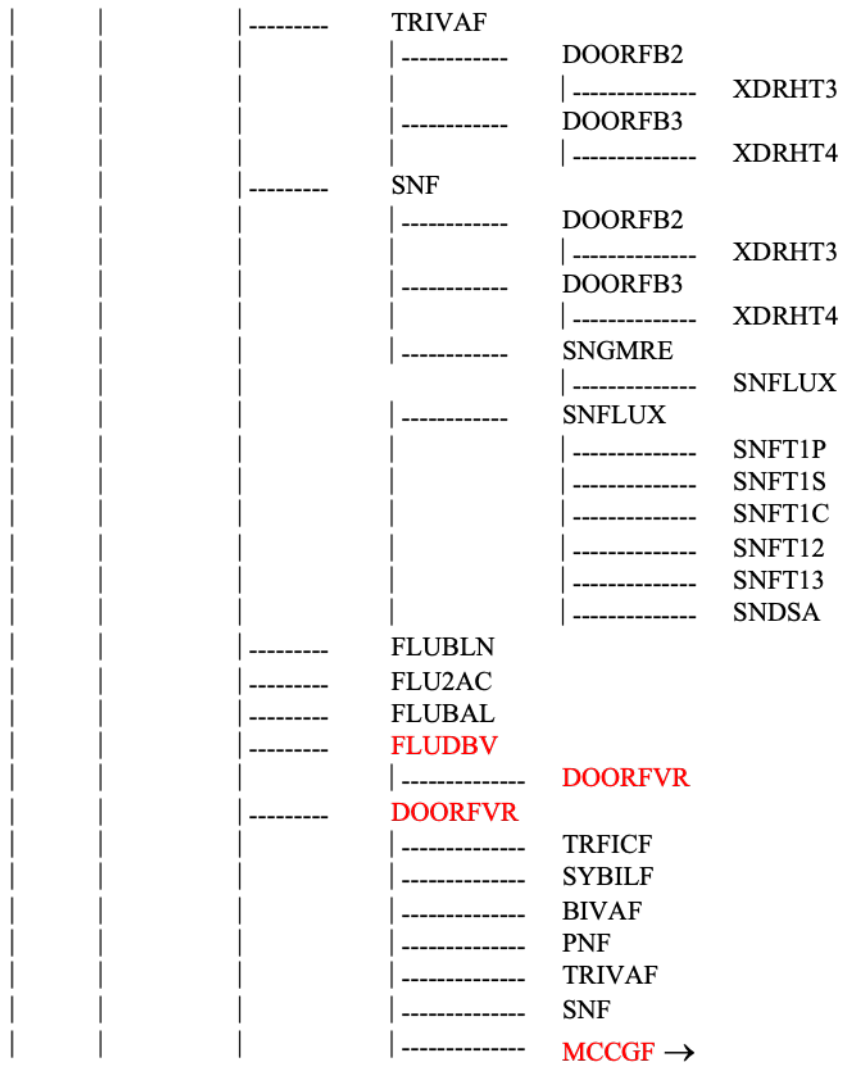 TRIVAF
DOORFB2
XDRHT3
DOORFB3
XDRHT4
SNF
DOORFB2
XDRHT3
DOORFB3
XDRHT4
SNGMRE
SNFLUX
SNFLUX
SNFT1P
SNFT1S
SNFT1C
SNFT12
SNFT13
SNDSA
FLUBLN
FLU2AC
FLUBAL
FLUDBV
DOORFVR
DOORFVR
TRFICF
SYBILF
BIVAF
PNF
TRIVAF
SNF
MCCGF →